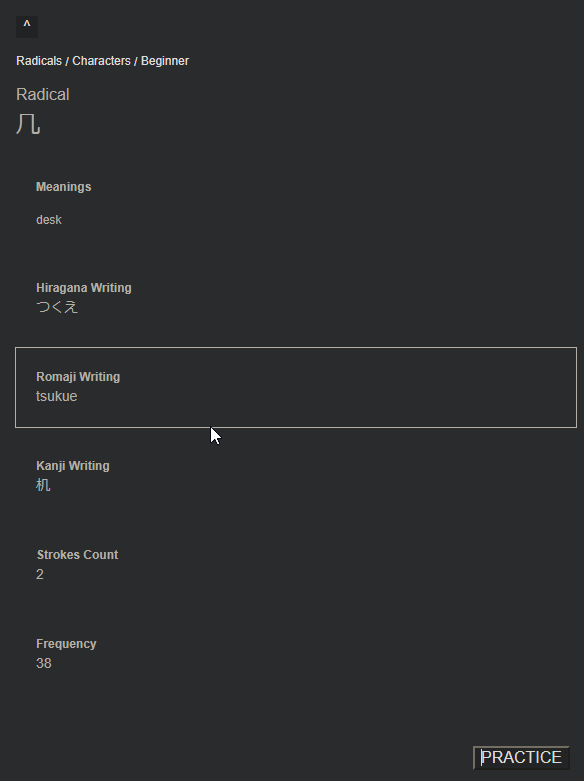 ^
Radicals / Characters / Beginner
Radical
⺇
Meanings
desk
Hiragana Writing
つくえ
Romaji Writing
tsukue
Kanji Writing
机
Strokes Count
2
Frequency
38
PRACTICE